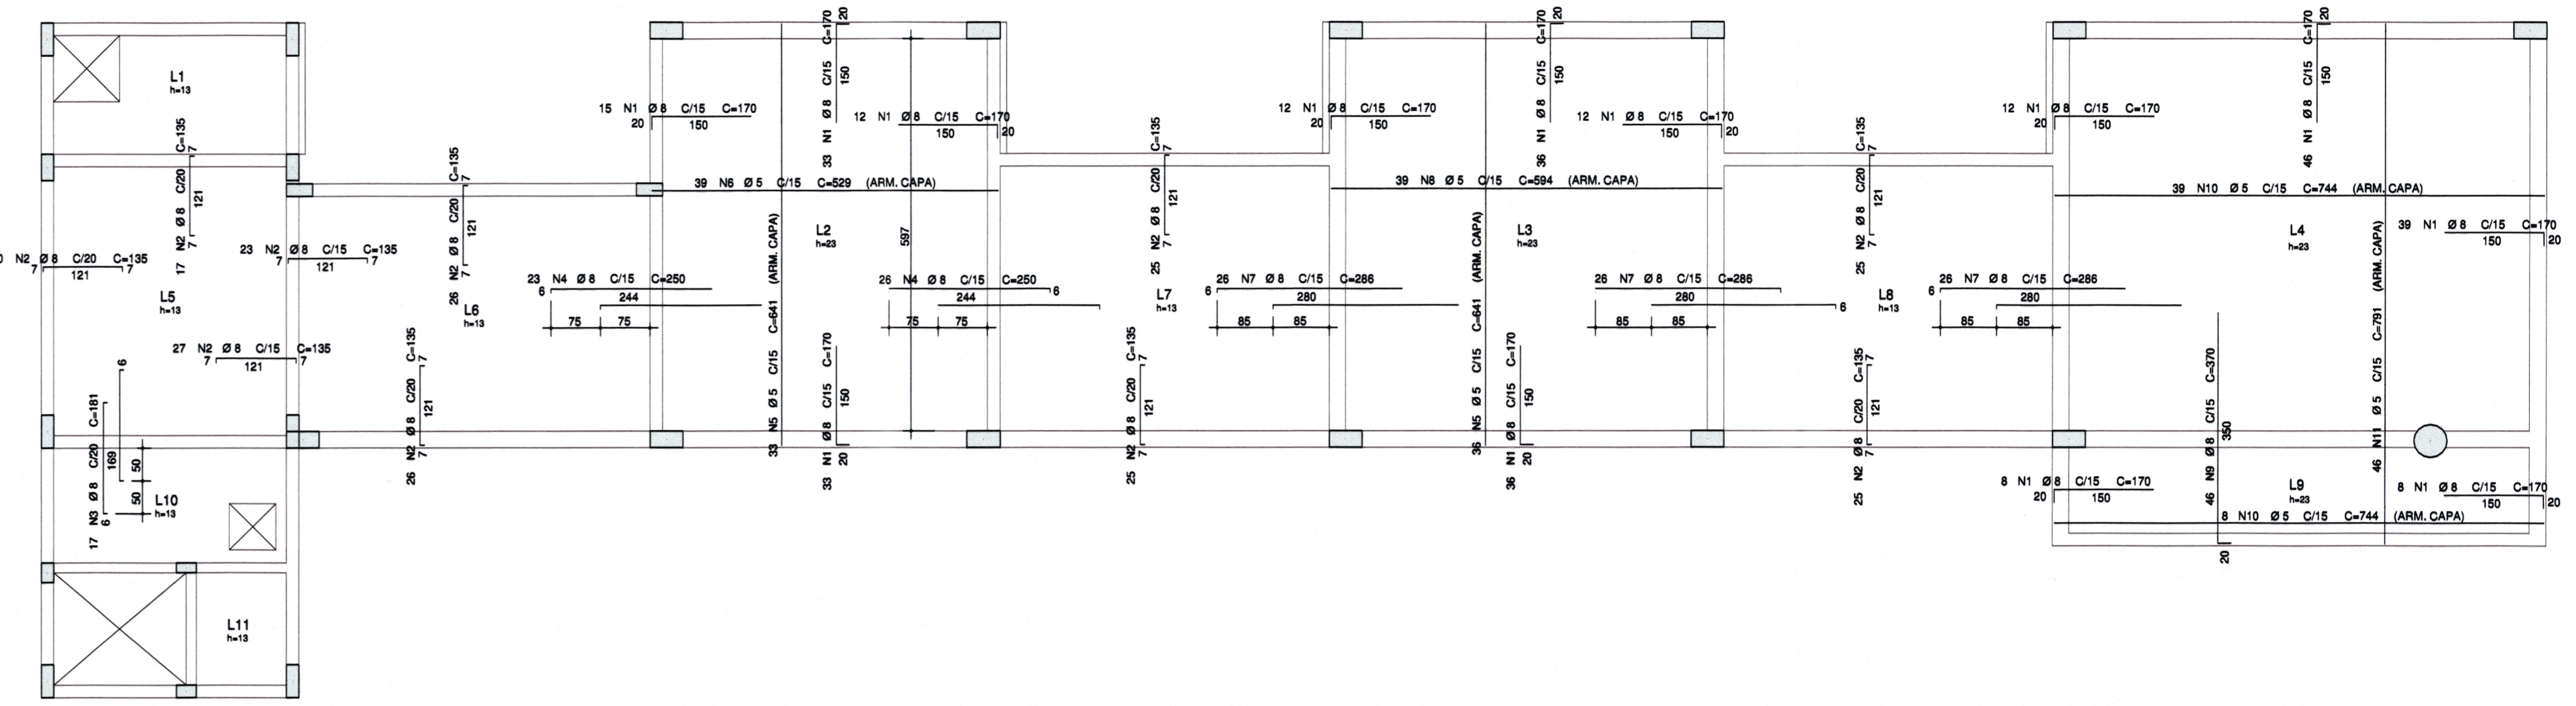 L1
h=13
17 N2 Ø 8 C/20 C=135
7
121
7
N2 Ø 8 C/20 C=135
7
121
7
L5
h=13
23 N2 Ø 8 C/15 C=135
7
121
7
27 N2 Ø 8 C/15 C=135
7
121
7
17 N3 Ø 8 C/20 C=181
6
169
6
50
50
L10
h=13
L11
h=13
26 N2 Ø 8 C/20 C=135
7
121
7
L6
h=13
26 N2 Ø 8 C/20 C=135
7
121
7
15 N1 Ø 8 C/15 C=170
20
150
33 N1 Ø 8 C/15 C=170
20
150
12 N1 Ø 8 C/15 C=170
150
20
39 N6 Ø 5 C/15 C=529 (ARM. CAPA)
L2
h=23
597
33 N5 Ø 5 C/15 C=641 (ARM. CAPA)
23 N4 Ø 8 C/15 C=250
6
244
75
75
26 N4 Ø 8 C/15 C=250
6
244
75
75
33 N1 Ø 8 C/15 C=170
150
20
25 N2 Ø 8 C/20 C=135
7
121
7
L7
h=13
25 N2 Ø 8 C/20 C=135
7
121
7
12 N1 Ø 8 C/15 C=170
20
150
36 N1 Ø 8 C/15 C=170
20
150
12 N1 Ø 8 C/15 C=170
150
20
39 N8 Ø 5 C/15 C=594 (ARM. CAPA)
L3
h=23
36 N5 Ø 5 C/15 C=641 (ARM. CAPA)
26 N7 Ø 8 C/15 C=286
6
280
85
85
26 N7 Ø 8 C/15 C=286
280
6
85
85
36 N1 Ø 8 C/15 C=170
150
20
25 N2 Ø 8 C/20 C=135
7
121
7
L8
h=13
25 N2 Ø 8 C/20 C=135
7
121
7
26 N7 Ø 8 C/15 C=286
6
280
85
85
12 N1 Ø 8 C/15 C=170
20
150
46 N1 Ø 8 C/15 C=170
20
150
39 N10 Ø 5 C/15 C=744 (ARM. CAPA)
39 N1 Ø 8 C/15 C=170
150
20
L4
h=23
46 N11 Ø 5 C/15 C=791 (ARM. CAPA)
46 N9 Ø 8 C/15 C=370
350
20
8 N1 Ø 8 C/15 C=170
20
150
L9
h=23
8 N1 Ø 8 C/15 C=170
150
20
8 N10 Ø 5 C/15 C=744 (ARM. CAPA)